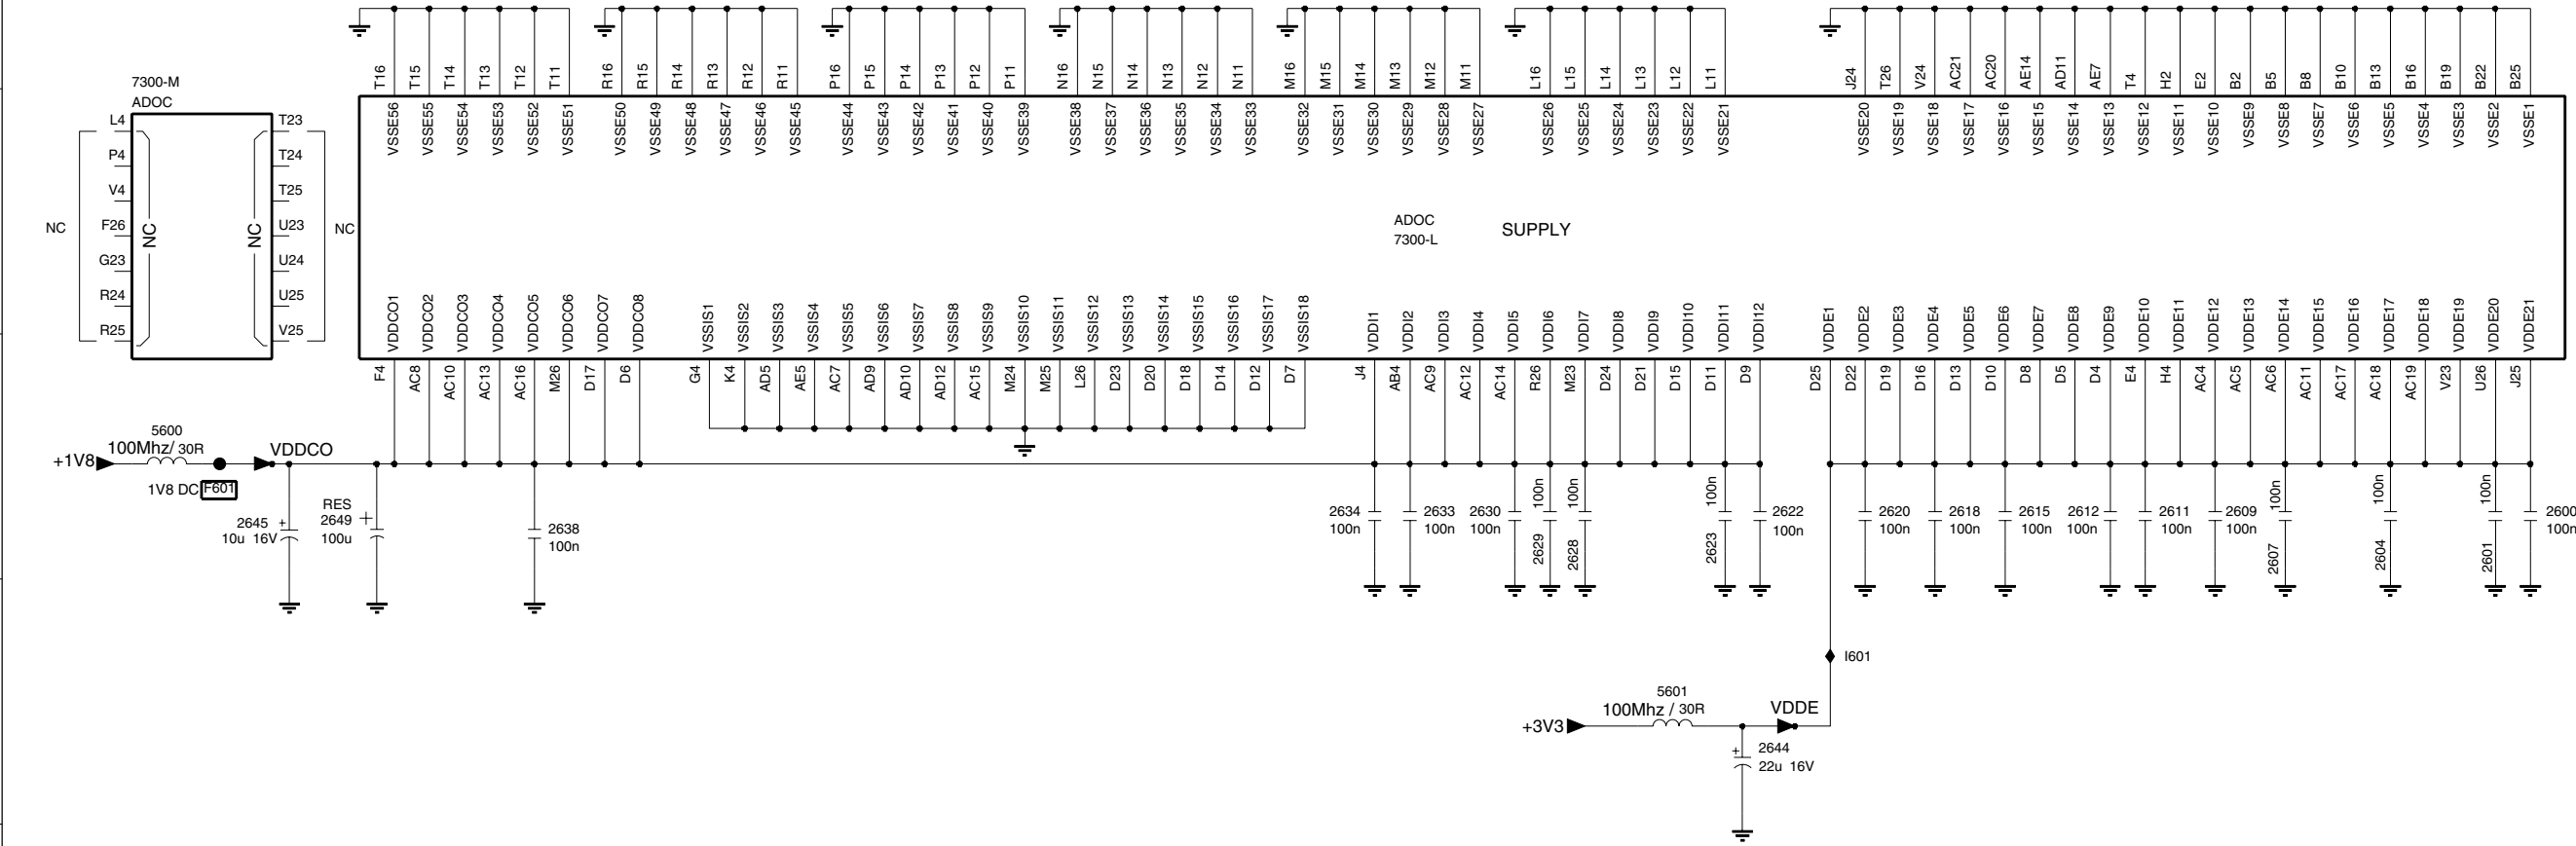 T16 T15 T14 T13 T12 T11 R16 R15 R14 R13 R12 R11 P16 P15 P14 P13 P12 P11 N16 N15 N14 N13 N12 N11 M16 M15 M14 M13 M12 M11 L16 L15 L14 L13 L12 L11 J24 T26 V24 AC21 AC20 AE14 AD11 AE7 T4 H2 E2 B2 B5 B8 B10 B13 B16 B19 B22 B25
VSSE56 VSSE55 VSSE54 VSSE53 VSSE52 VSSE51 VSSE50 VSSE49 VSSE48 VSSE47 VSSE46 VSSE45 VSSE44 VSSE43 VSSE42 VSSE41 VSSE40 VSSE39 VSSE38 VSSE37 VSSE36 VSSE35 VSSE34 VSSE33 VSSE32 VSSE31 VSSE30 VSSE29 VSSE28 VSSE27 VSSE26 VSSE25 VSSE24 VSSE23 VSSE22 VSSE21 VSSE20 VSSE19 VSSE18 VSSE17 VSSE16 VSSE15 VSSE14 VSSE13 VSSE12 VSSE11 VSSE10 VSSE9 VSSE8 VSSE7 VSSE6 VSSE5 VSSE4 VSSE3 VSSE2 VSSE1
7300-M
ADOC
L4 T23
P4 T24
V4 T25
NC F26 NC NC U23 NC
G23 U24
R24 U25
R25 V25
ADOC
7300-L
SUPPLY
VDDCO1 VDDCO2 VDDCO3 VDDCO4 VDDCO5 VDDCO6 VDDCO7 VDDCO8 VSSIS1 VSSIS2 VSSIS3 VSSIS4 VSSIS5 VSSIS6 VSSIS7 VSSIS8 VSSIS9 VSSIS10 VSSIS11 VSSIS12 VSSIS13 VSSIS14 VSSIS15 VSSIS16 VSSIS17 VSSIS18 VDDI1 VDDI2 VDDI3 VDDI4 VDDI5 VDDI6 VDDI7 VDDI8 VDDI9 VDDI10 VDDI11 VDDI12 VDDE1 VDDE2 VDDE3 VDDE4 VDDE5 VDDE6 VDDE7 VDDE8 VDDE9 VDDE10 VDDE11 VDDE12 VDDE13 VDDE14 VDDE15 VDDE16 VDDE17 VDDE18 VDDE19 VDDE20 VDDE21
F4 AC8 AC10 AC13 AC16 M26 D17 D6 G4 K4 AD5 AE5 AC7 AD9 AD10 AD12 AC15 M24 M25 L26 D23 D20 D18 D14 D12 D7 J4 AB4 AC9 AC12 AC14 R26 M23 D24 D21 D15 D11 D9 D25 D22 D19 D16 D13 D10 D8 D5 D4 E4 H4 AC4 AC5 AC6 AC11 AC17 AC18 AC19 V23 U26 J25
5600
100Mhz/ 30R
+1V8
VDDCO
1V8 DC F601
2645
10u 16V
+
RES
2649
100u
+
2638
100n
2634
100n
2633
100n
2630
100n
100n
2629
100n
2628
100n
2623
2622
100n
2620
100n
2618
100n
2615
100n
2612
100n
2611
100n
2609
100n
100n
2607
100n
2604
100n
2601
2600
100n
I601
5601
100Mhz / 30R
+3V3
VDDE
+
2644
22u 16V